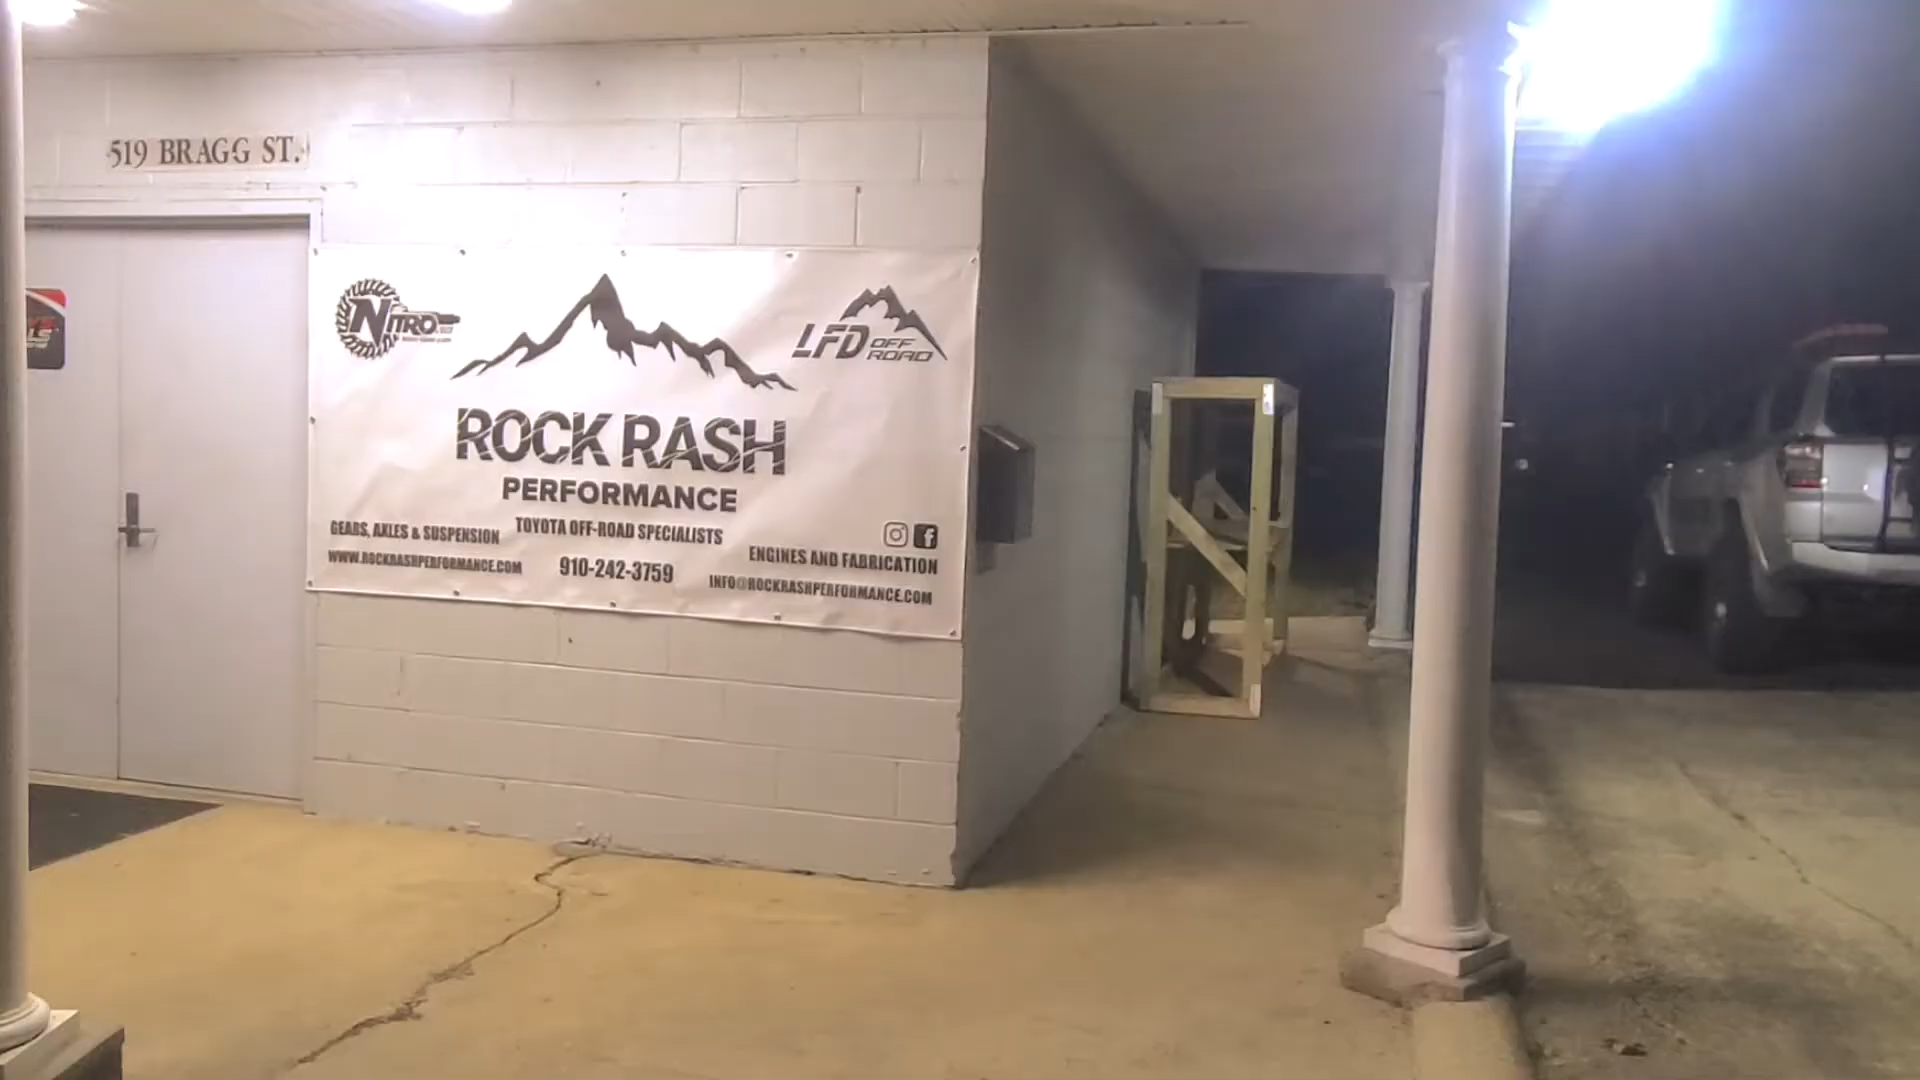 519 BRAGG ST.
NITRO
LFD OFF ROAD
ROCK RASH
PERFORMANCE
TOYOTA OFF-ROAD SPECIALISTS
GEARS, AXLES & SUSPENSION
WWW.ROCKRASHPERFORMANCE.COM
910-242-3759
ENGINES AND FABRICATION
INFO@ROCKRASHPERFORMANCE.COM